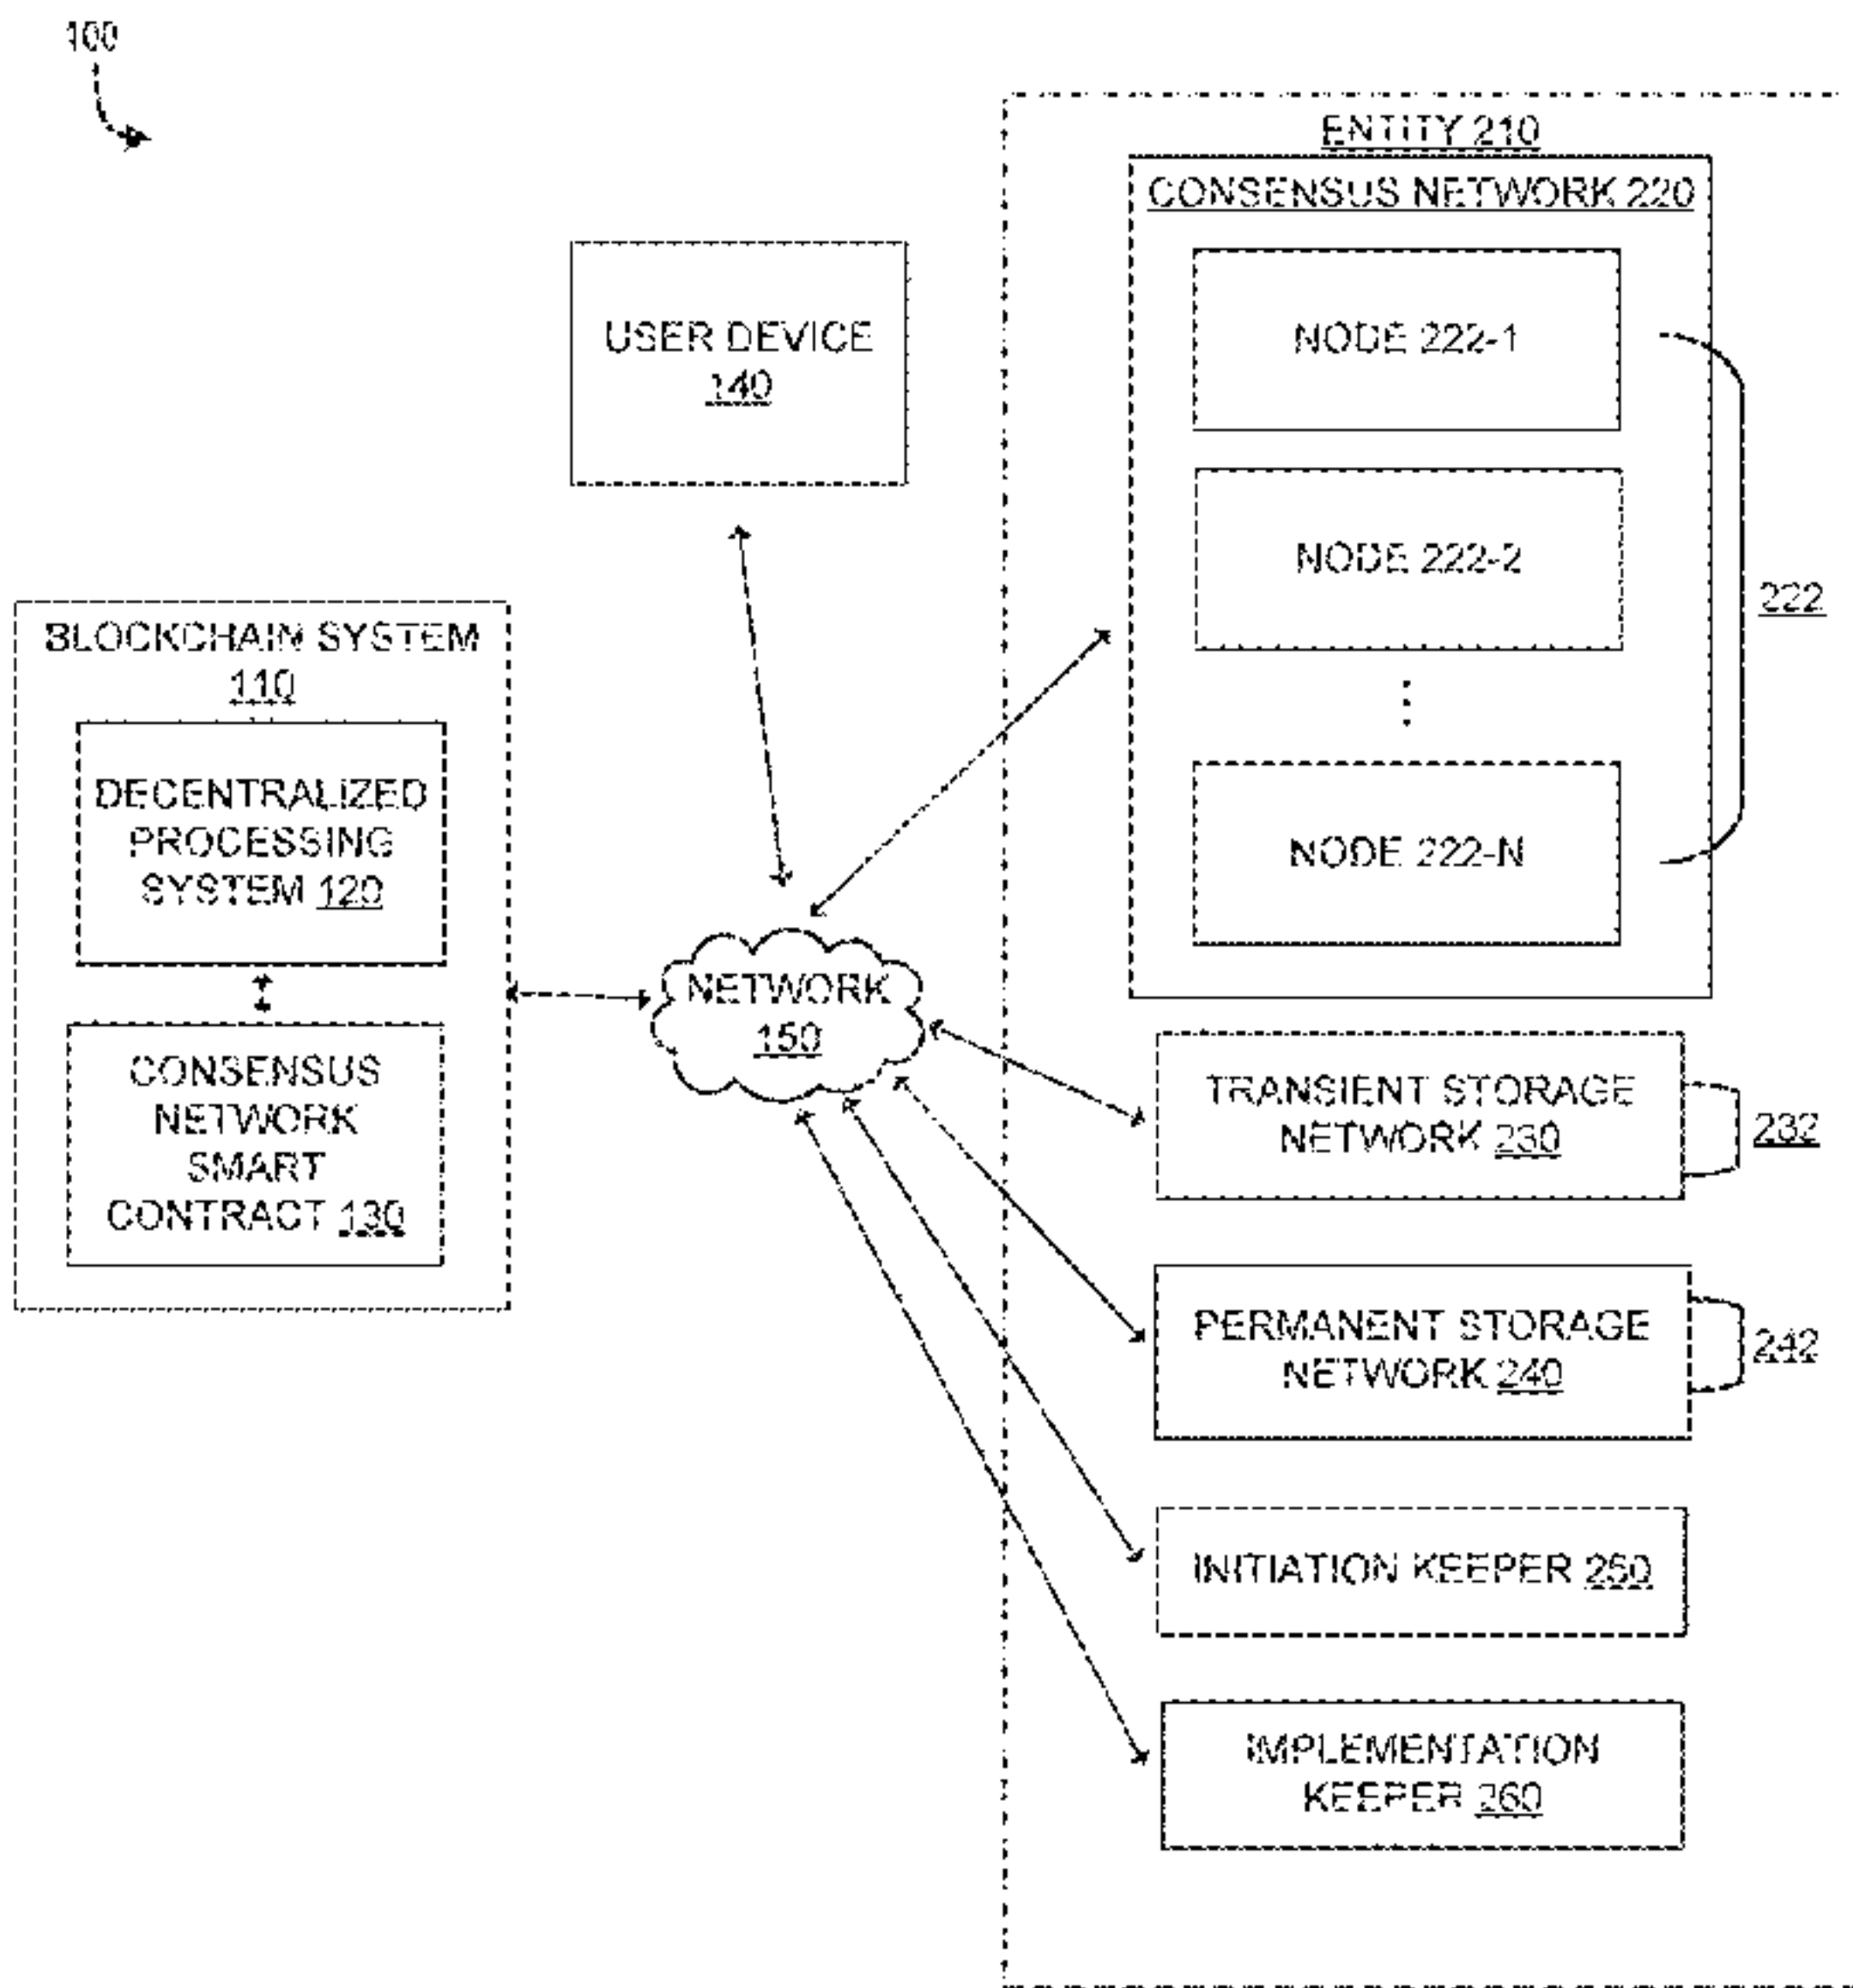 100
ENTITY 210
CONSENSUS NETWORK 220
NODE 222-1
NODE 222-2
NODE 222-N
222
USER DEVICE
140
BLOCKCHAIN SYSTEM
110
DECENTRALIZED
PROCESSING
SYSTEM 120
CONSENSUS
NETWORK
SMART
CONTRACT 130
NETWORK
150
TRANSIENT STORAGE
NETWORK 230
232
PERMANENT STORAGE
NETWORK 240
242
INITIATION KEEPER 250
IMPLEMENTATION
KEEPER 260